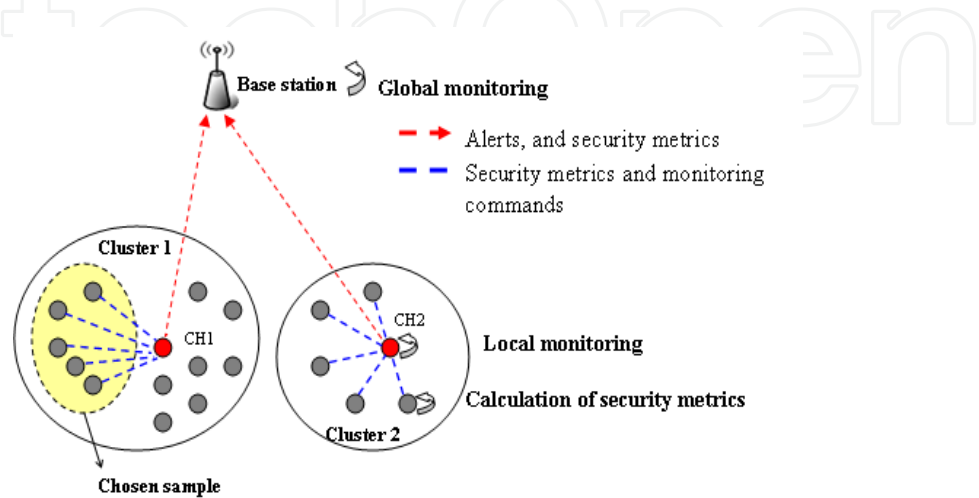 Base station
Global monitoring
Alerts, and security metrics
Security metrics and monitoring
commands
Cluster 1
CH1
CH2
Local monitoring
Calculation of security metrics
Cluster 2
Chosen sample